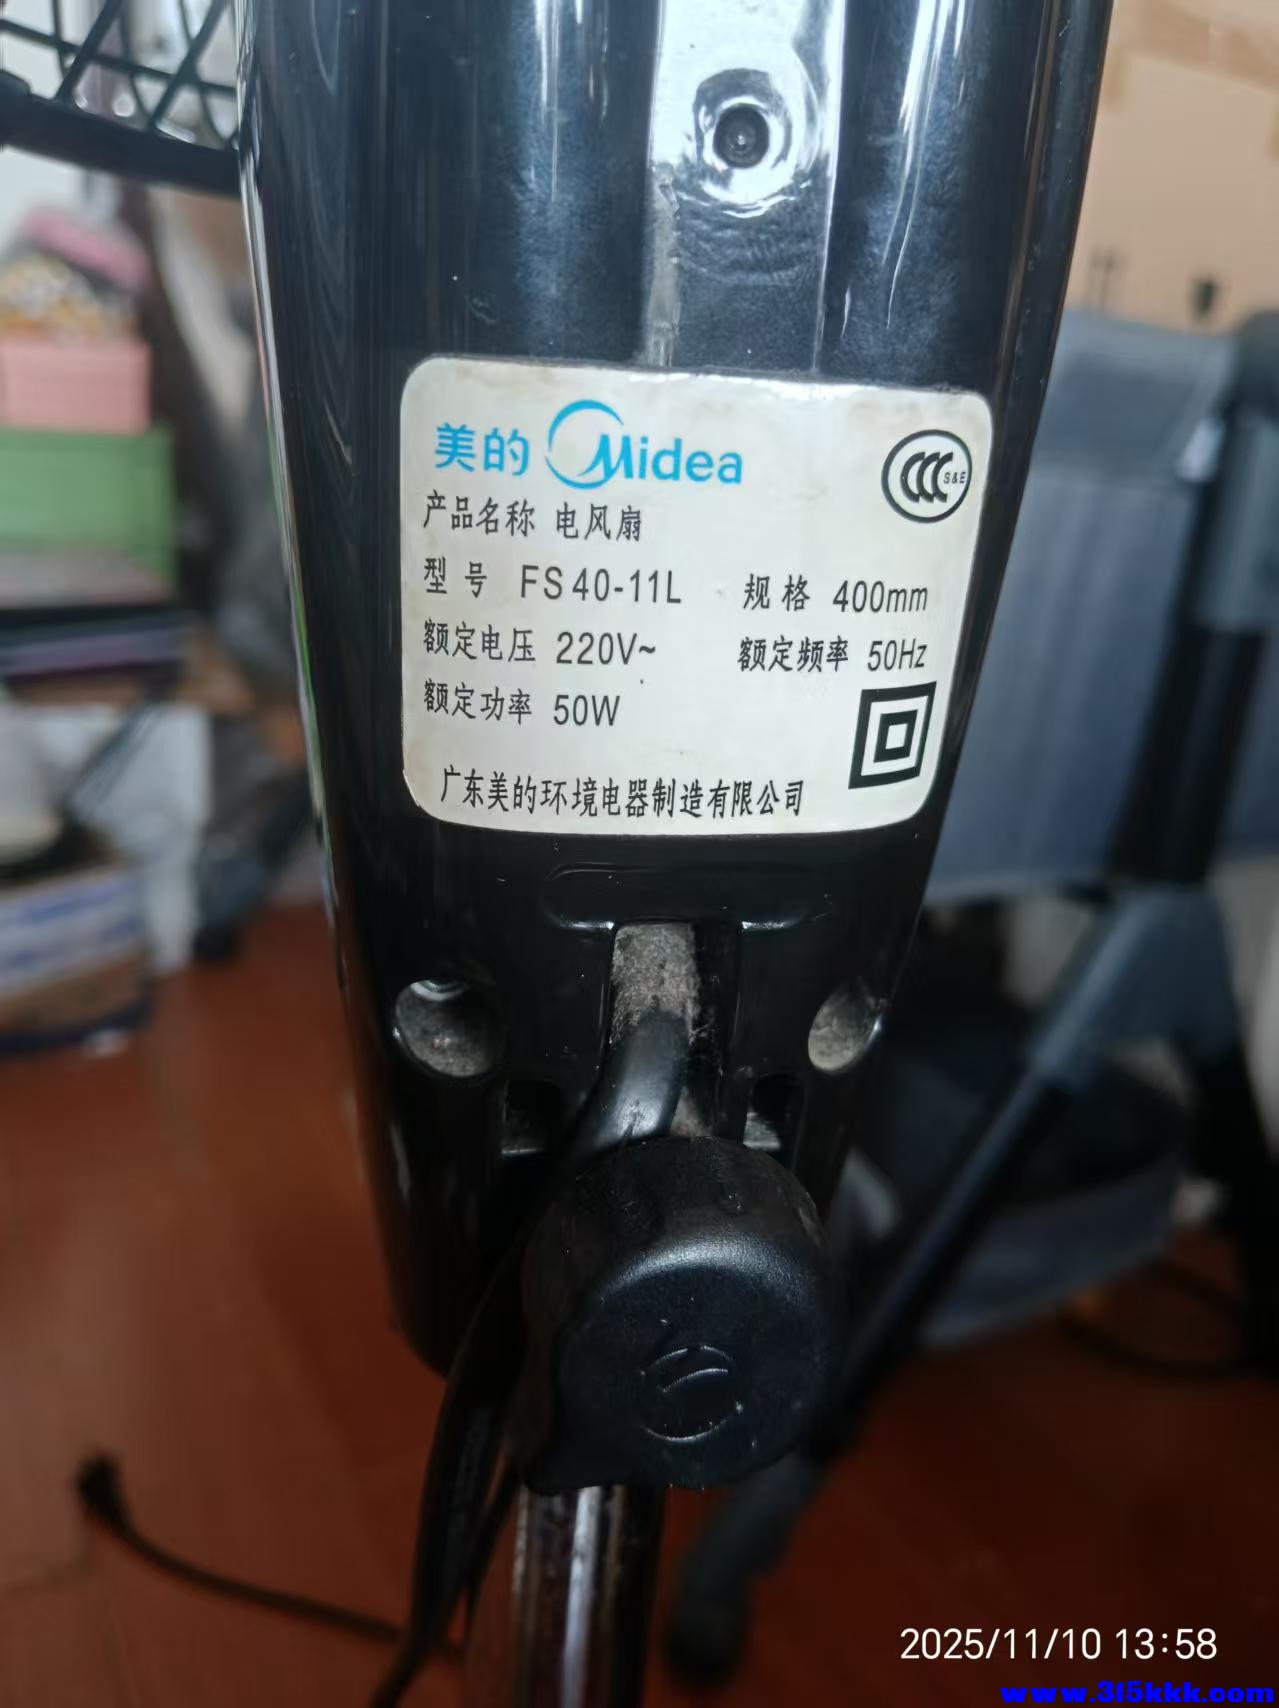 美的 Midea
CCC S&E
产品名称 电风扇
型号 FS40-11L 规格 400mm
额定电压 220V~ 额定频率 50Hz
额定功率 50W
广东美的环境电器制造有限公司
2025/11/10 13:58
www.3l5kkk.com